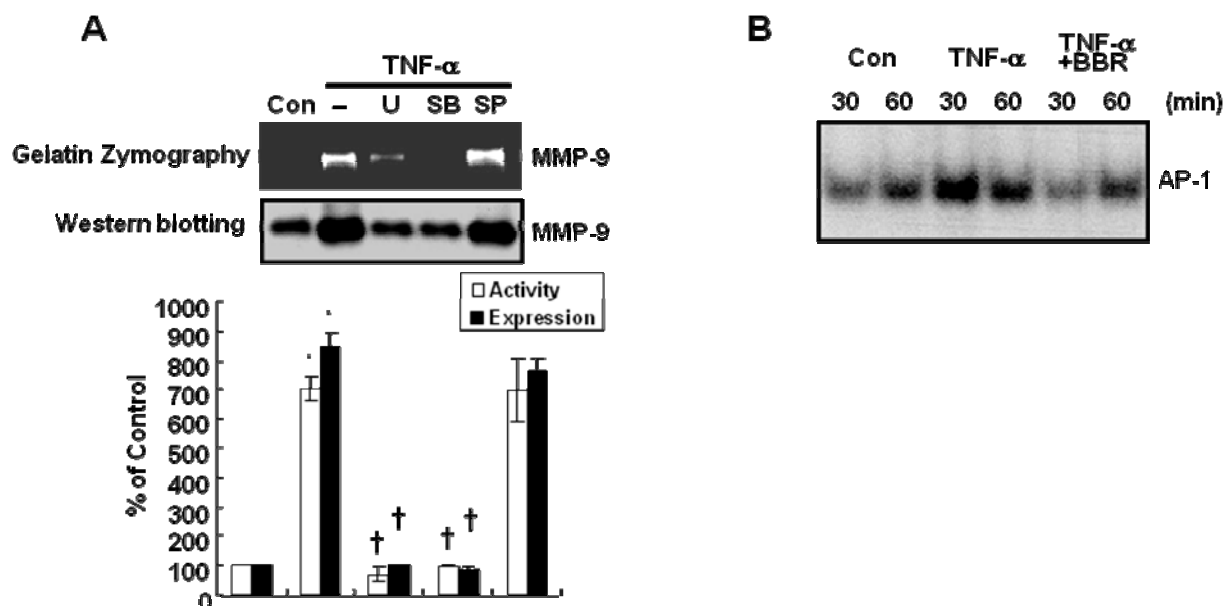 A
TNF-α
Con – U SB SP
Gelatin Zymography
MMP-9
Western blotting
MMP-9
Activity
Expression
% of Control
1000
900
800
700
600
500
400
300
200
100
0
* *
† †
† †
B
Con TNF-α TNF-α
+BBR
30 60 30 60 30 60 (min)
AP-1